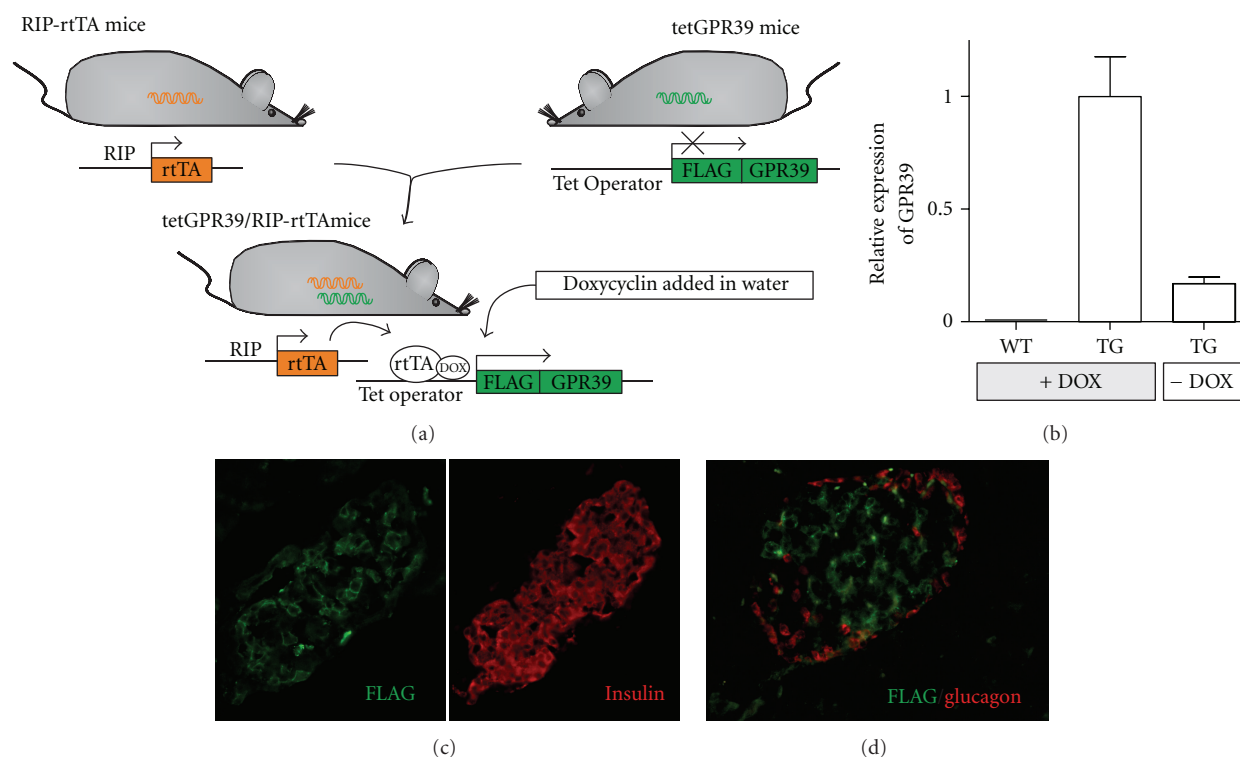 RIP-rtTA mice
tetGPR39 mice
RIP
rtTA
Tet Operator
FLAG
GPR39
tetGPR39/RIP-rtTAmice
Doxycyclin added in water
RIP
rtTA
rtTA
DOX
Tet operator
FLAG
GPR39
(a)
Relative expression
of GPR39
1
0.5
0
WT
TG
TG
+ DOX
− DOX
(b)
FLAG
Insulin
(c)
FLAG/glucagon
(d)